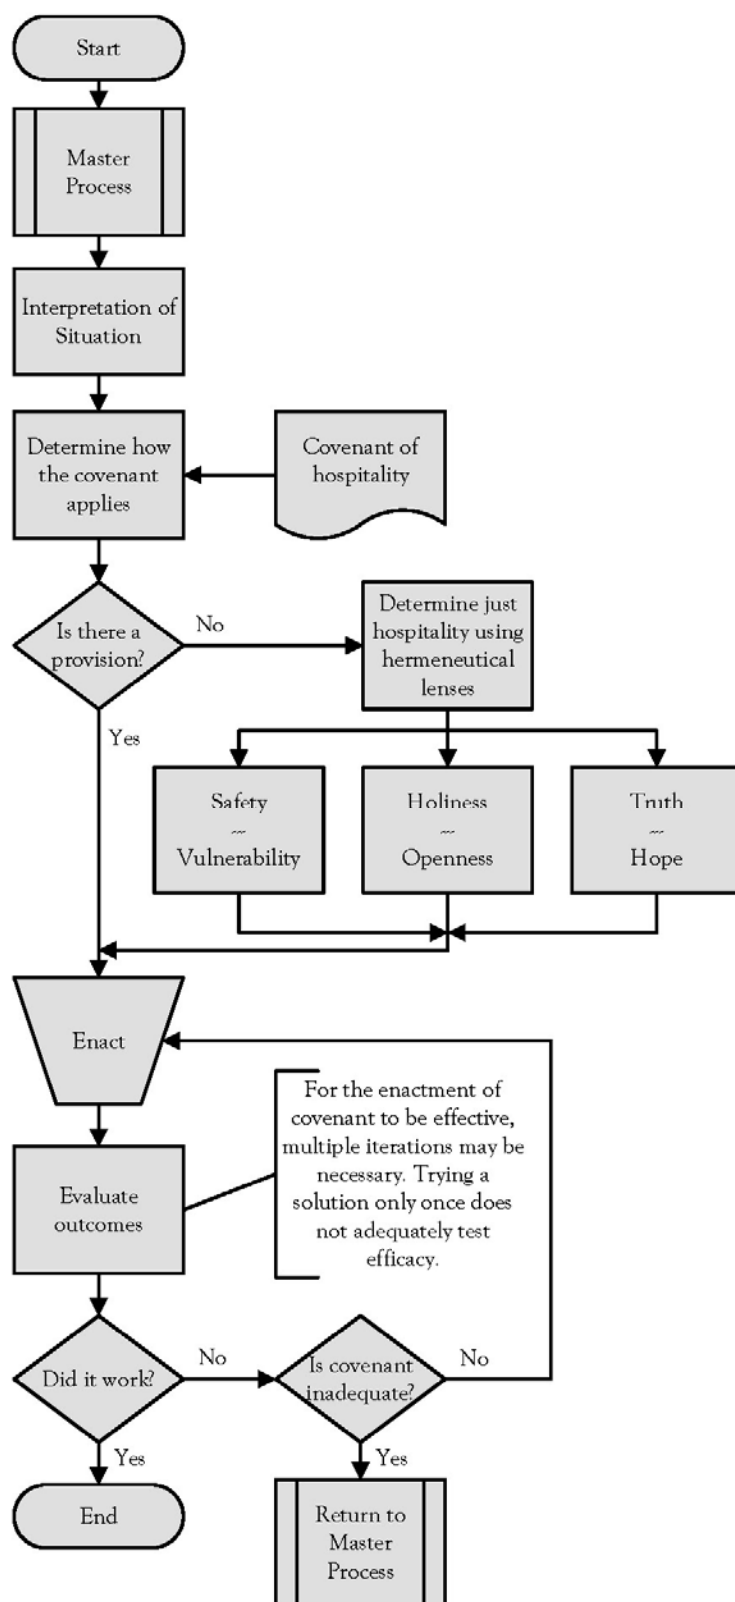 Start
Master
Process
Interpretation of
Situation
Determine how
the covenant
applies
Covenant of
hospitality
Is there a
provision?
No
Determine just
hospitality using
hermeneutical
lenses
Yes
Safety
~
Vulnerability
Holiness
~
Openness
Truth
~
Hope
Enact
For the enactment of
covenant to be effective,
multiple iterations may be
necessary. Trying a
solution only once does
not adequately test
efficacy.
Evaluate
outcomes
Did it work?
No
Is covenant
inadequate?
No
Yes
Yes
End
Return to
Master
Process